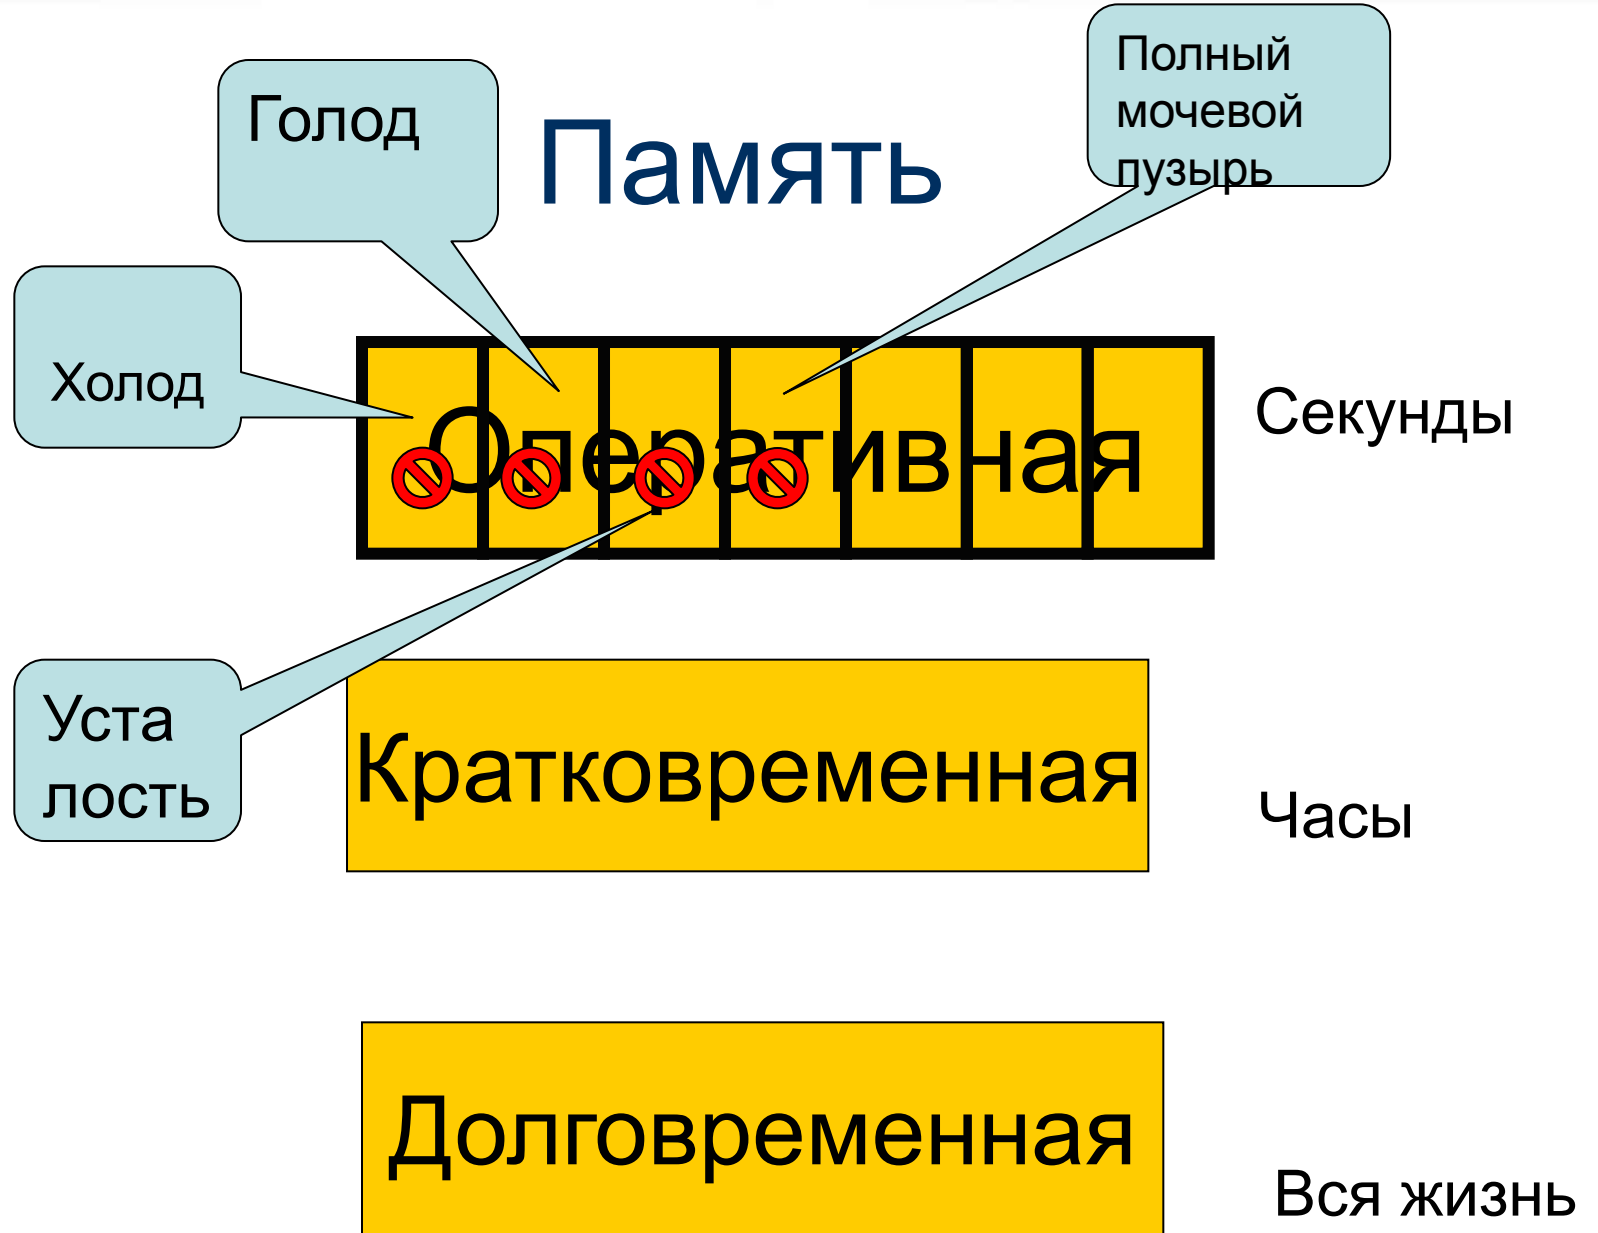 Полный
мочевой
пузырь
Голод
Память
Холод
Оперативная
Секунды
Уста
лость
Кратковременная
Часы
Долговременная
Вся жизнь